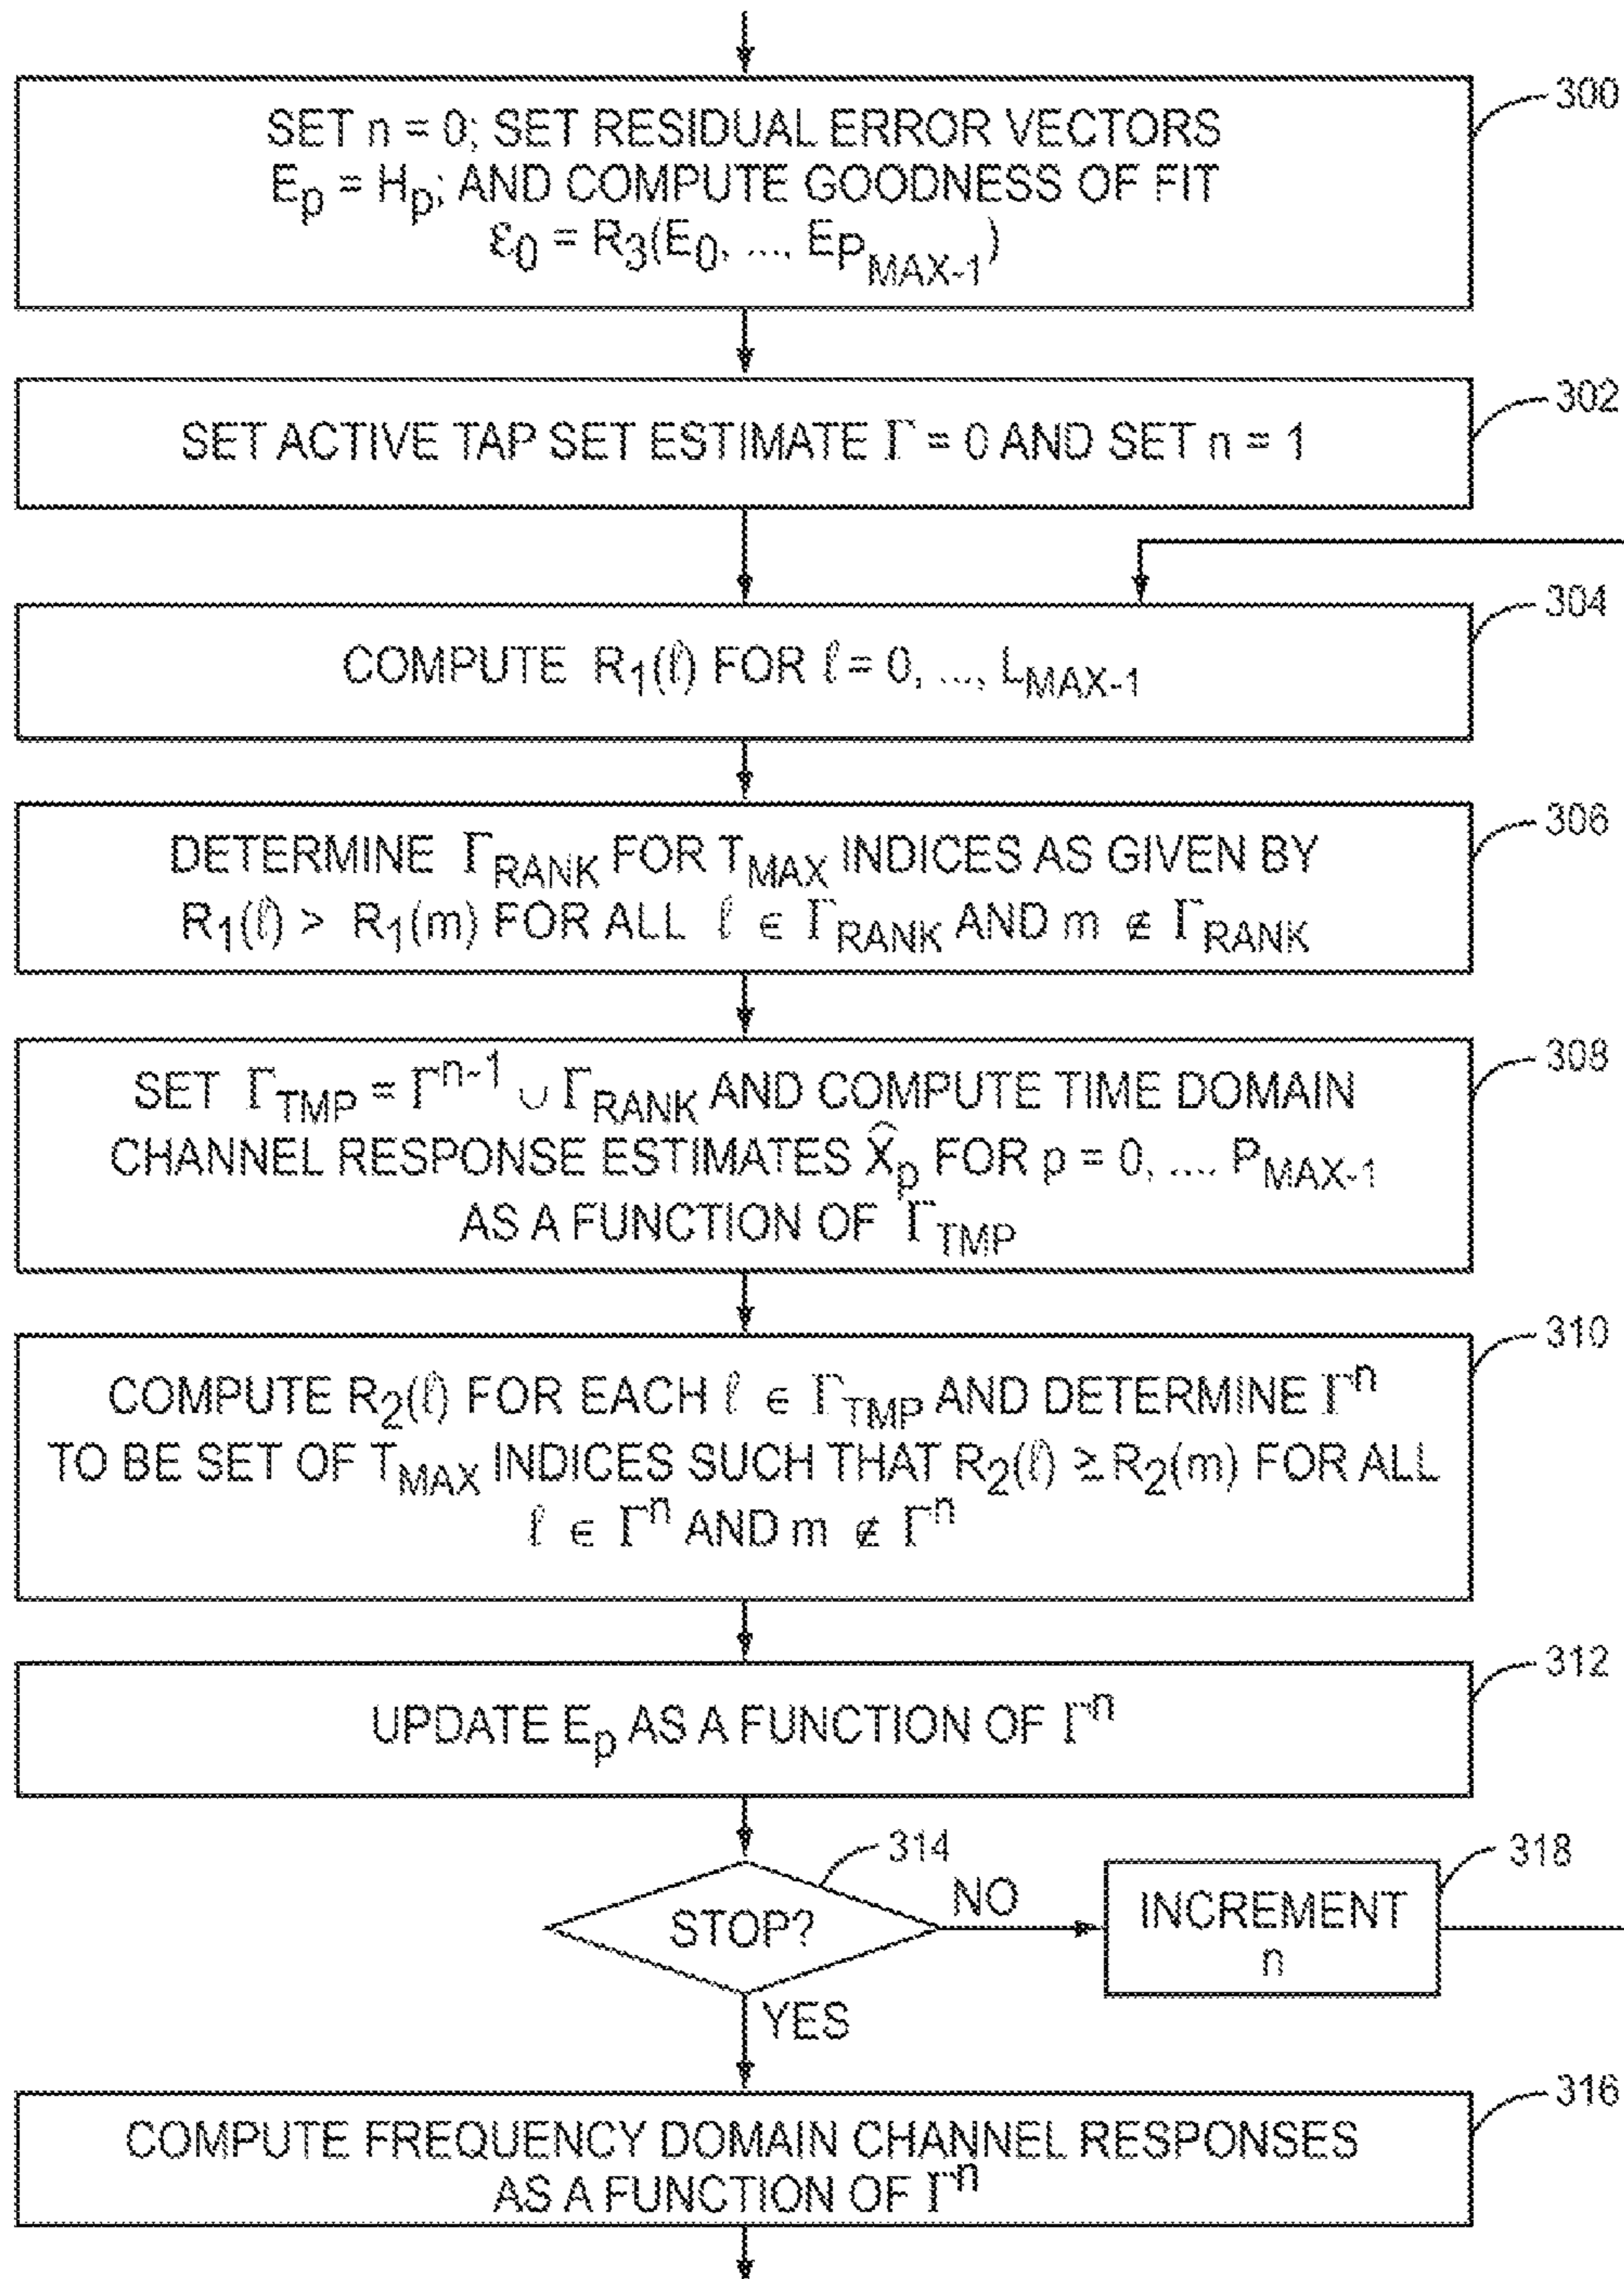 300
SET n = 0; SET RESIDUAL ERROR VECTORS
E_p = H_p; AND COMPUTE GOODNESS OF FIT
ε_0 = R_3(E_0, ..., E_P_MAX-1)
302
SET ACTIVE TAP SET ESTIMATE Γ = 0 AND SET n = 1
304
COMPUTE R_1(ℓ) FOR ℓ = 0, ..., L_MAX-1
306
DETERMINE Γ_RANK FOR T_MAX INDICES AS GIVEN BY
R_1(ℓ) > R_1(m) FOR ALL ℓ ∈ Γ_RANK AND m ∉ Γ_RANK
308
SET Γ_TMP = Γ^n-1 ∪ Γ_RANK AND COMPUTE TIME DOMAIN
CHANNEL RESPONSE ESTIMATES X̂_p FOR p = 0, .... P_MAX-1
AS A FUNCTION OF Γ_TMP
310
COMPUTE R_2(ℓ) FOR EACH ℓ ∈ Γ_TMP AND DETERMINE Γ^n
TO BE SET OF T_MAX INDICES SUCH THAT R_2(ℓ) ≥ R_2(m) FOR ALL
ℓ ∈ Γ^n AND m ∉ Γ^n
312
UPDATE E_p AS A FUNCTION OF Γ^n
314
STOP?
NO
318
INCREMENT
n
YES
316
COMPUTE FREQUENCY DOMAIN CHANNEL RESPONSES
AS A FUNCTION OF Γ^n